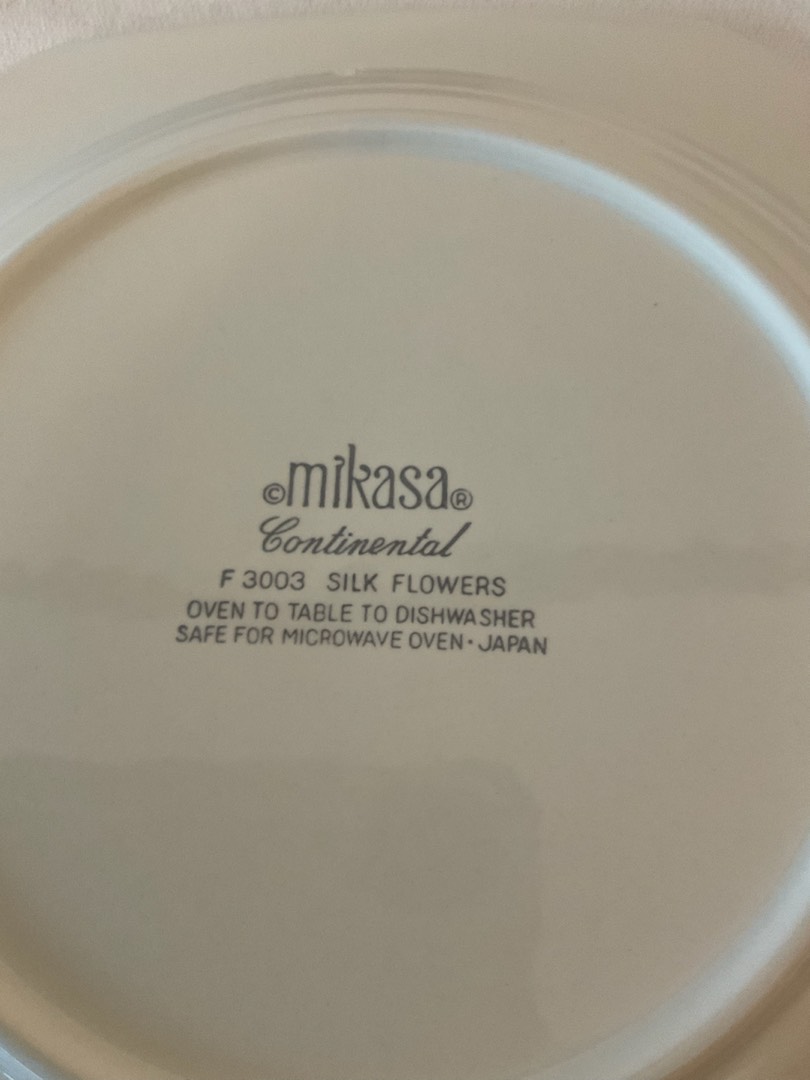 ©mikasa®
Continental
F 3003 SILK FLOWERS
OVEN TO TABLE TO DISHWASHER
SAFE FOR MICROWAVE OVEN·JAPAN